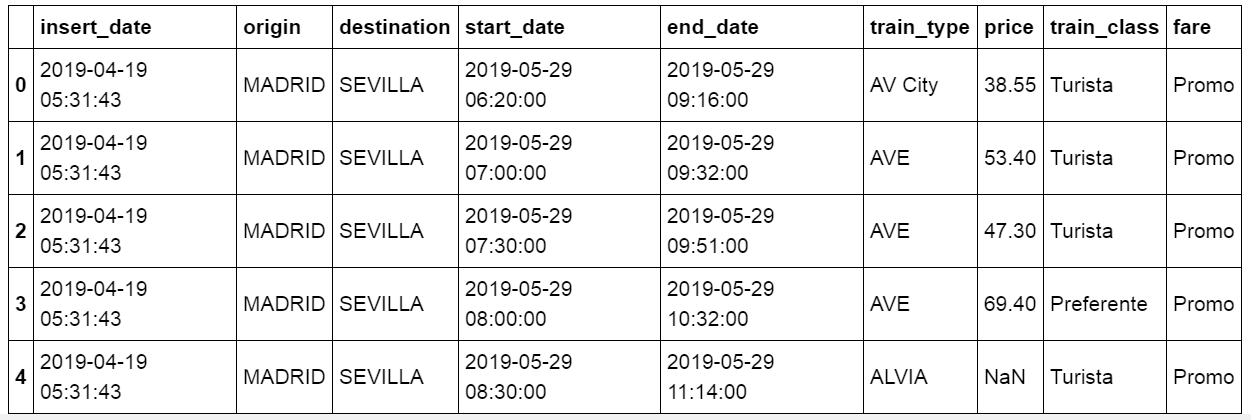 insert_date origin destination start_date end_date train_type price train_class fare
0 2019-04-19 05:31:43 MADRID SEVILLA 2019-05-29 06:20:00 2019-05-29 09:16:00 AV City 38.55 Turista Promo
1 2019-04-19 05:31:43 MADRID SEVILLA 2019-05-29 07:00:00 2019-05-29 09:32:00 AVE 53.40 Turista Promo
2 2019-04-19 05:31:43 MADRID SEVILLA 2019-05-29 07:30:00 2019-05-29 09:51:00 AVE 47.30 Turista Promo
3 2019-04-19 05:31:43 MADRID SEVILLA 2019-05-29 08:00:00 2019-05-29 10:32:00 AVE 69.40 Preferente Promo
4 2019-04-19 05:31:43 MADRID SEVILLA 2019-05-29 08:30:00 2019-05-29 11:14:00 ALVIA NaN Turista Promo